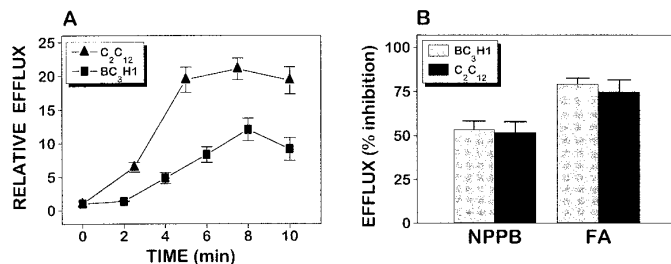 A
RELATIVE EFFLUX
25
20
15
10
5
0
C₂C₁₂
BC₃H1
0 2 4 6 8 10
TIME (min)
B
EFFLUX (% inhibition)
100
75
50
25
0
BC₃H1
C₂C₁₂
NPPB FA